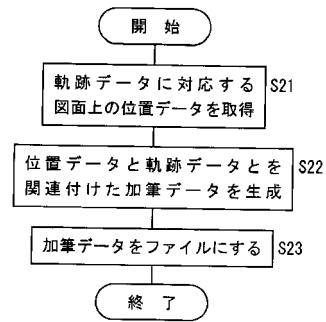 開始
軌跡データに対応する S21
図面上の位置データを取得
位置データと軌跡データとを S22
関連付けた加筆データを生成
加筆データをファイルにする S23
終了